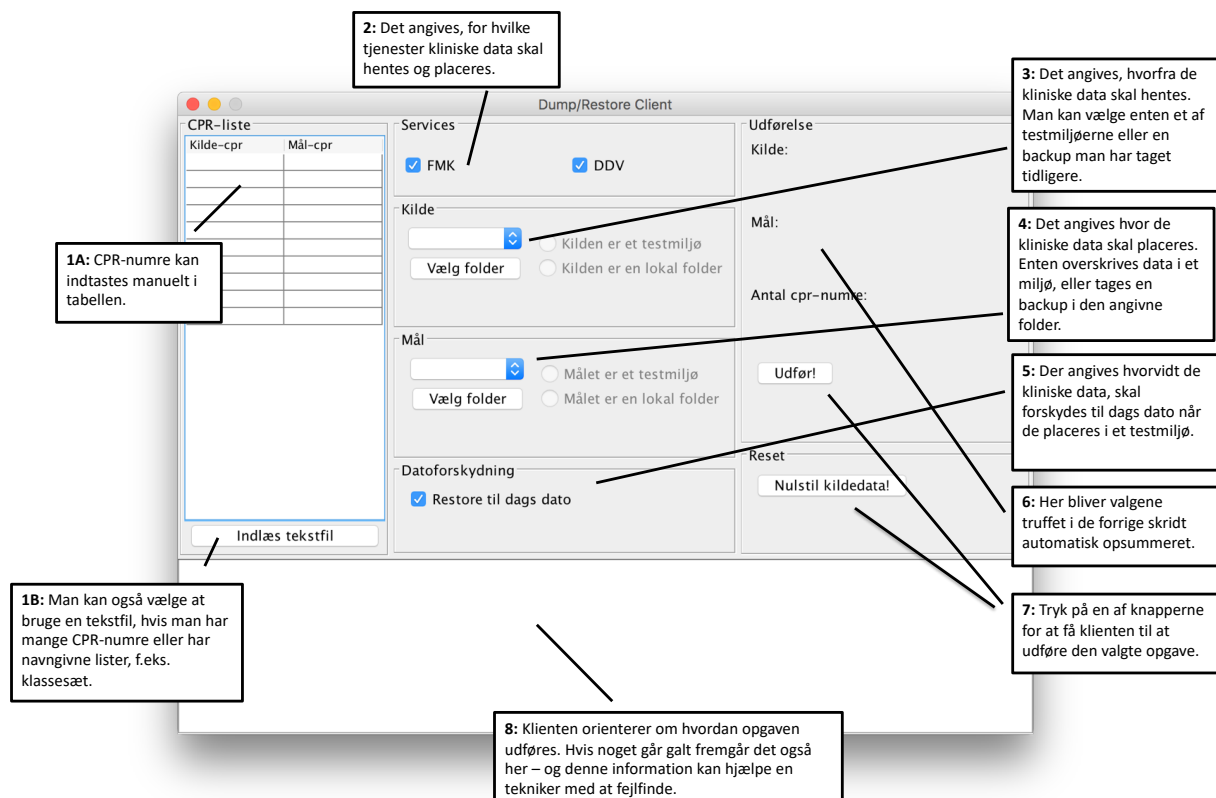 2: Det angives, for hvilke
tjenester kliniske data skal
hentes og placeres.
3: Det angives, hvorfra de
kliniske data skal hentes.
Man kan vælge enten et af
testmiljøerne eller en
backup man har taget
tidligere.
Dump/Restore Client
CPR-liste
Kilde-cpr
Mål-cpr
1A: CPR-numre kan
indtastes manuelt i
tabellen.
Indlæs tekstfil
1B: Man kan også vælge at
bruge en tekstfil, hvis man har
mange CPR-numre eller har
navngivne lister, f.eks.
klassesæt.
Services
FMK
DDV
Kilde
Kilden er et testmiljø
Vælg folder
Kilden er en lokal folder
Mål
Målet er et testmiljø
Vælg folder
Målet er en lokal folder
Datoforskydning
Restore til dags dato
Udførelse
Kilde:
Mål:
Antal cpr-numre:
Udfør!
Reset
Nulstil kildedata!
4: Det angives hvor de
kliniske data skal placeres.
Enten overskrives data i et
miljø, eller tages en
backup i den angivne
folder.
5: Der angives hvorvidt de
kliniske data, skal
forskydes til dags dato når
de placeres i et testmiljø.
6: Her bliver valgene
truffet i de forrige skridt
automatisk opsummeret.
7: Tryk på en af knapperne
for at få klienten til at
udføre den valgte opgave.
8: Klienten orienterer om hvordan opgaven
udføres. Hvis noget går galt fremgår det også
her – og denne information kan hjælpe en
tekniker med at fejlfinde.